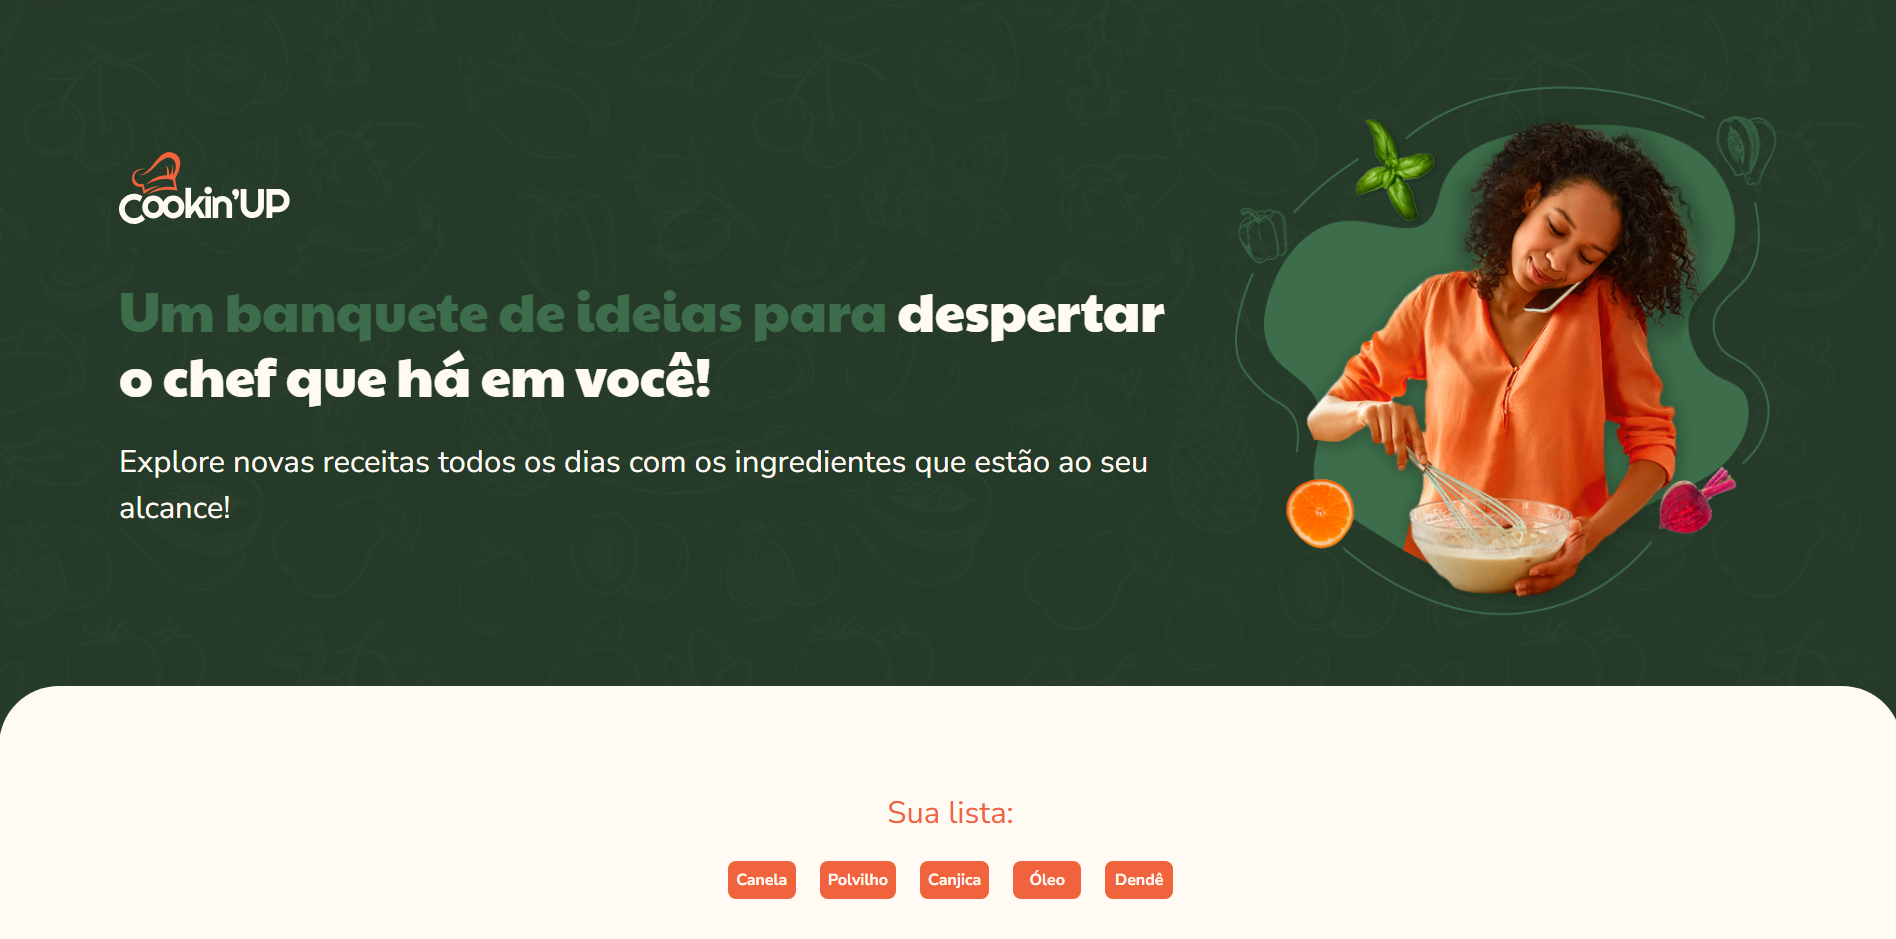 Cookin'UP
Um banquete de ideias para despertar
o chef que há em você!
Explore novas receitas todos os dias com os ingredientes que estão ao seu
alcance!
Sua lista:
Canela Polvilho Canjica Óleo Dendê